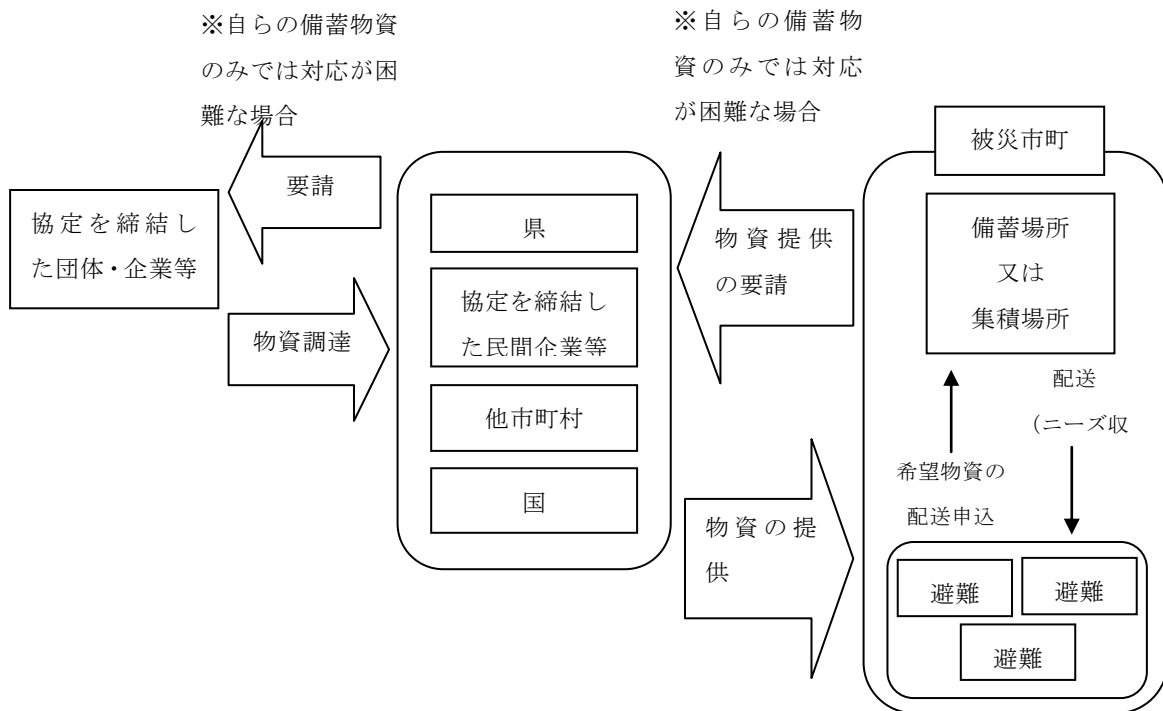 ※自らの備蓄物資
のみでは対応が困
難な場合
※自らの備蓄物
資のみでは対応
が困難な場合
被災市町
要請
協定を締結し
た団体・企業等
物資調達
県
協定を締結し
た民間企業等
他市町村
国
物資提供
の要請
物資の提
供
備蓄場所
又は
集積場所
配送
(ニーズ収
希望物資の
配送申込
避難
避難
避難